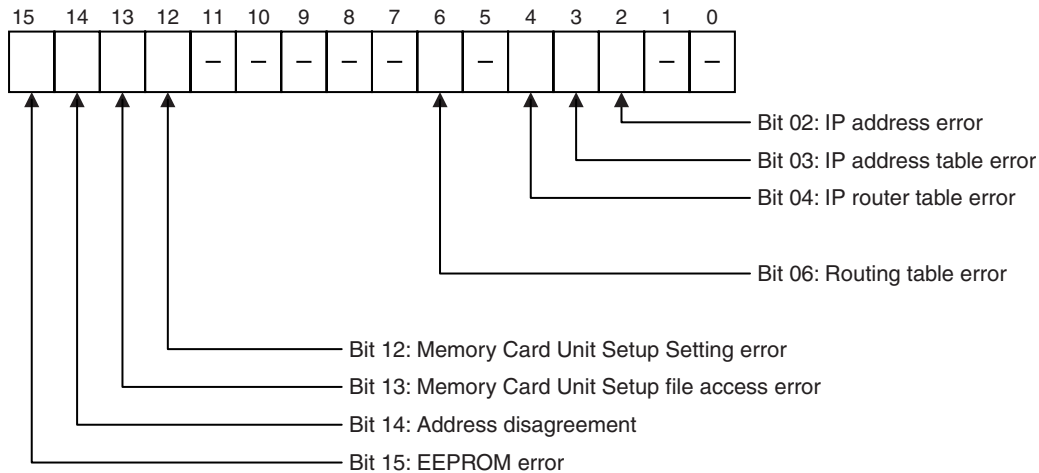 15 14 13 12 11 10 9 8 7 6 5 4 3 2 1 0
– – – – – – – –
Bit 02: IP address error
Bit 03: IP address table error
Bit 04: IP router table error
Bit 06: Routing table error
Bit 12: Memory Card Unit Setup Setting error
Bit 13: Memory Card Unit Setup file access error
Bit 14: Address disagreement
Bit 15: EEPROM error